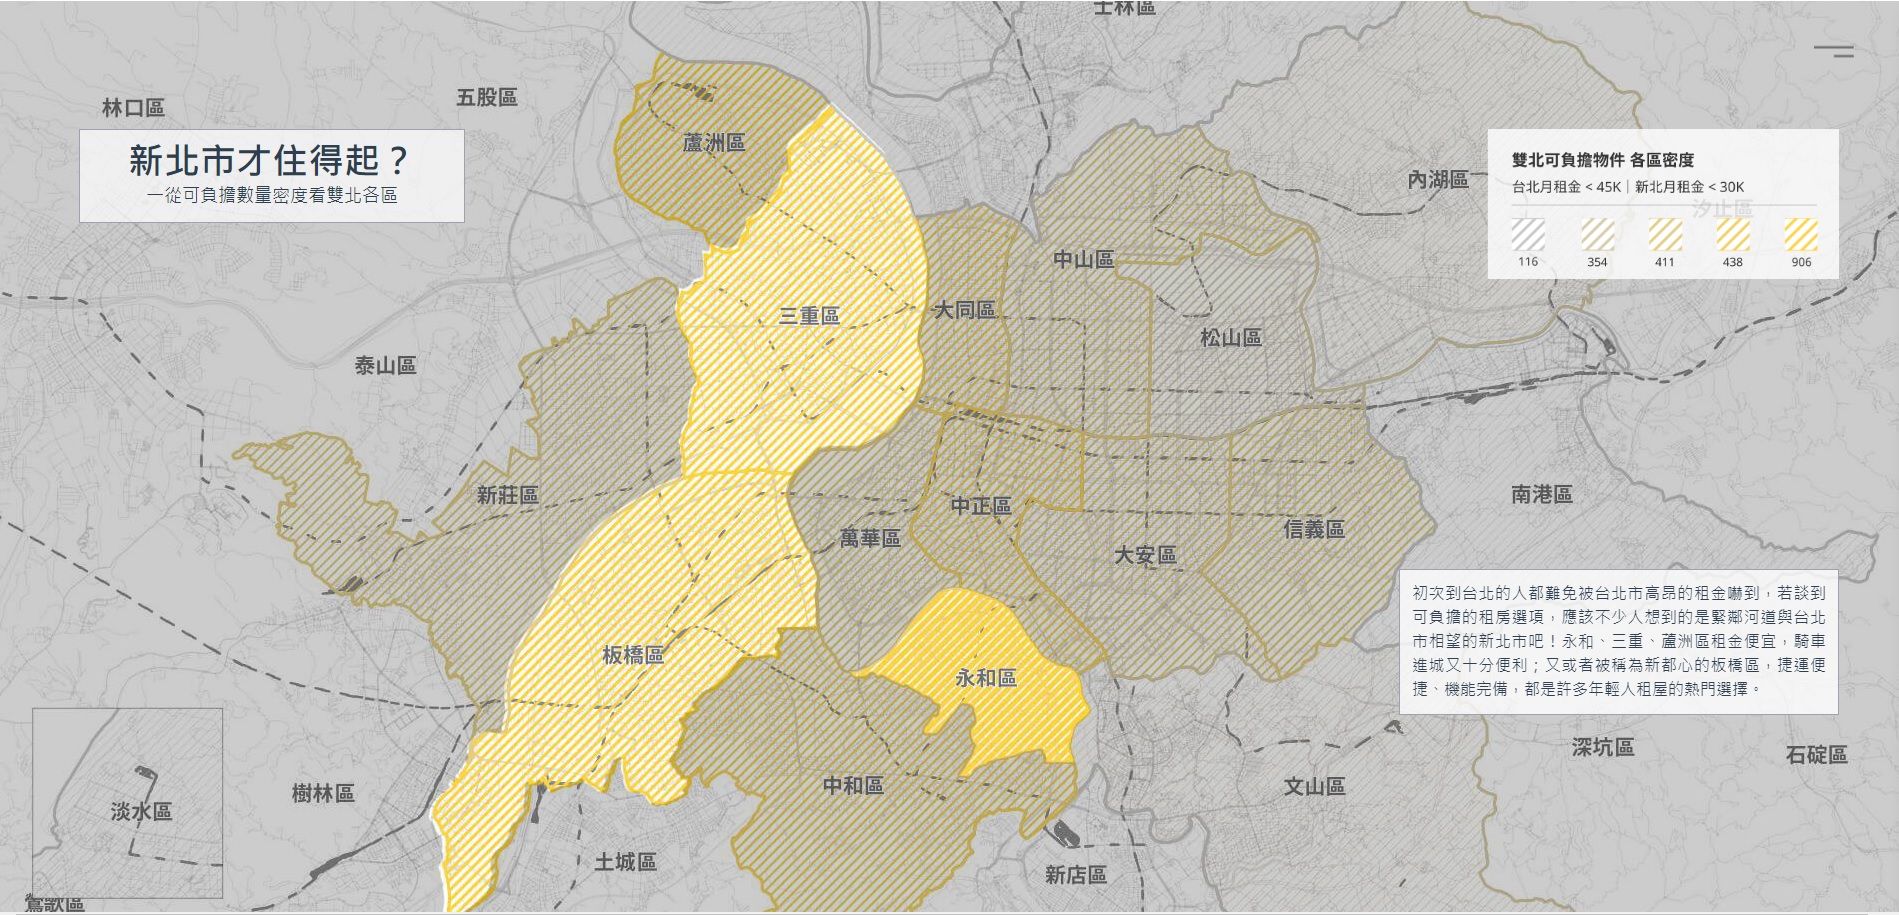 士林區
林口區
五股區
新北市才住得起？
—從可負擔數量密度看雙北各區
蘆洲區
內湖區
雙北可負擔物件 各區密度
台北月租金 < 45K｜新北月租金 < 30K
汐止區
116 354 411 438 906
中山區
三重區
大同區
松山區
泰山區
新莊區
中正區
南港區
萬華區
大安區
信義區
初次到台北的人都難免被台北市高昂的租金嚇到，若談到
可負擔的租房選項，應該不少人想到的是緊鄰河道與台北
市相望的新北市吧！永和、三重、蘆洲區租金便宜，騎車
進城又十分便利；又或者被稱為新都心的板橋區，捷運便
捷、機能完備，都是許多年輕人租屋的熱門選擇。
板橋區
永和區
深坑區
石碇區
樹林區
淡水區
中和區
文山區
土城區
新店區
鶯歌區